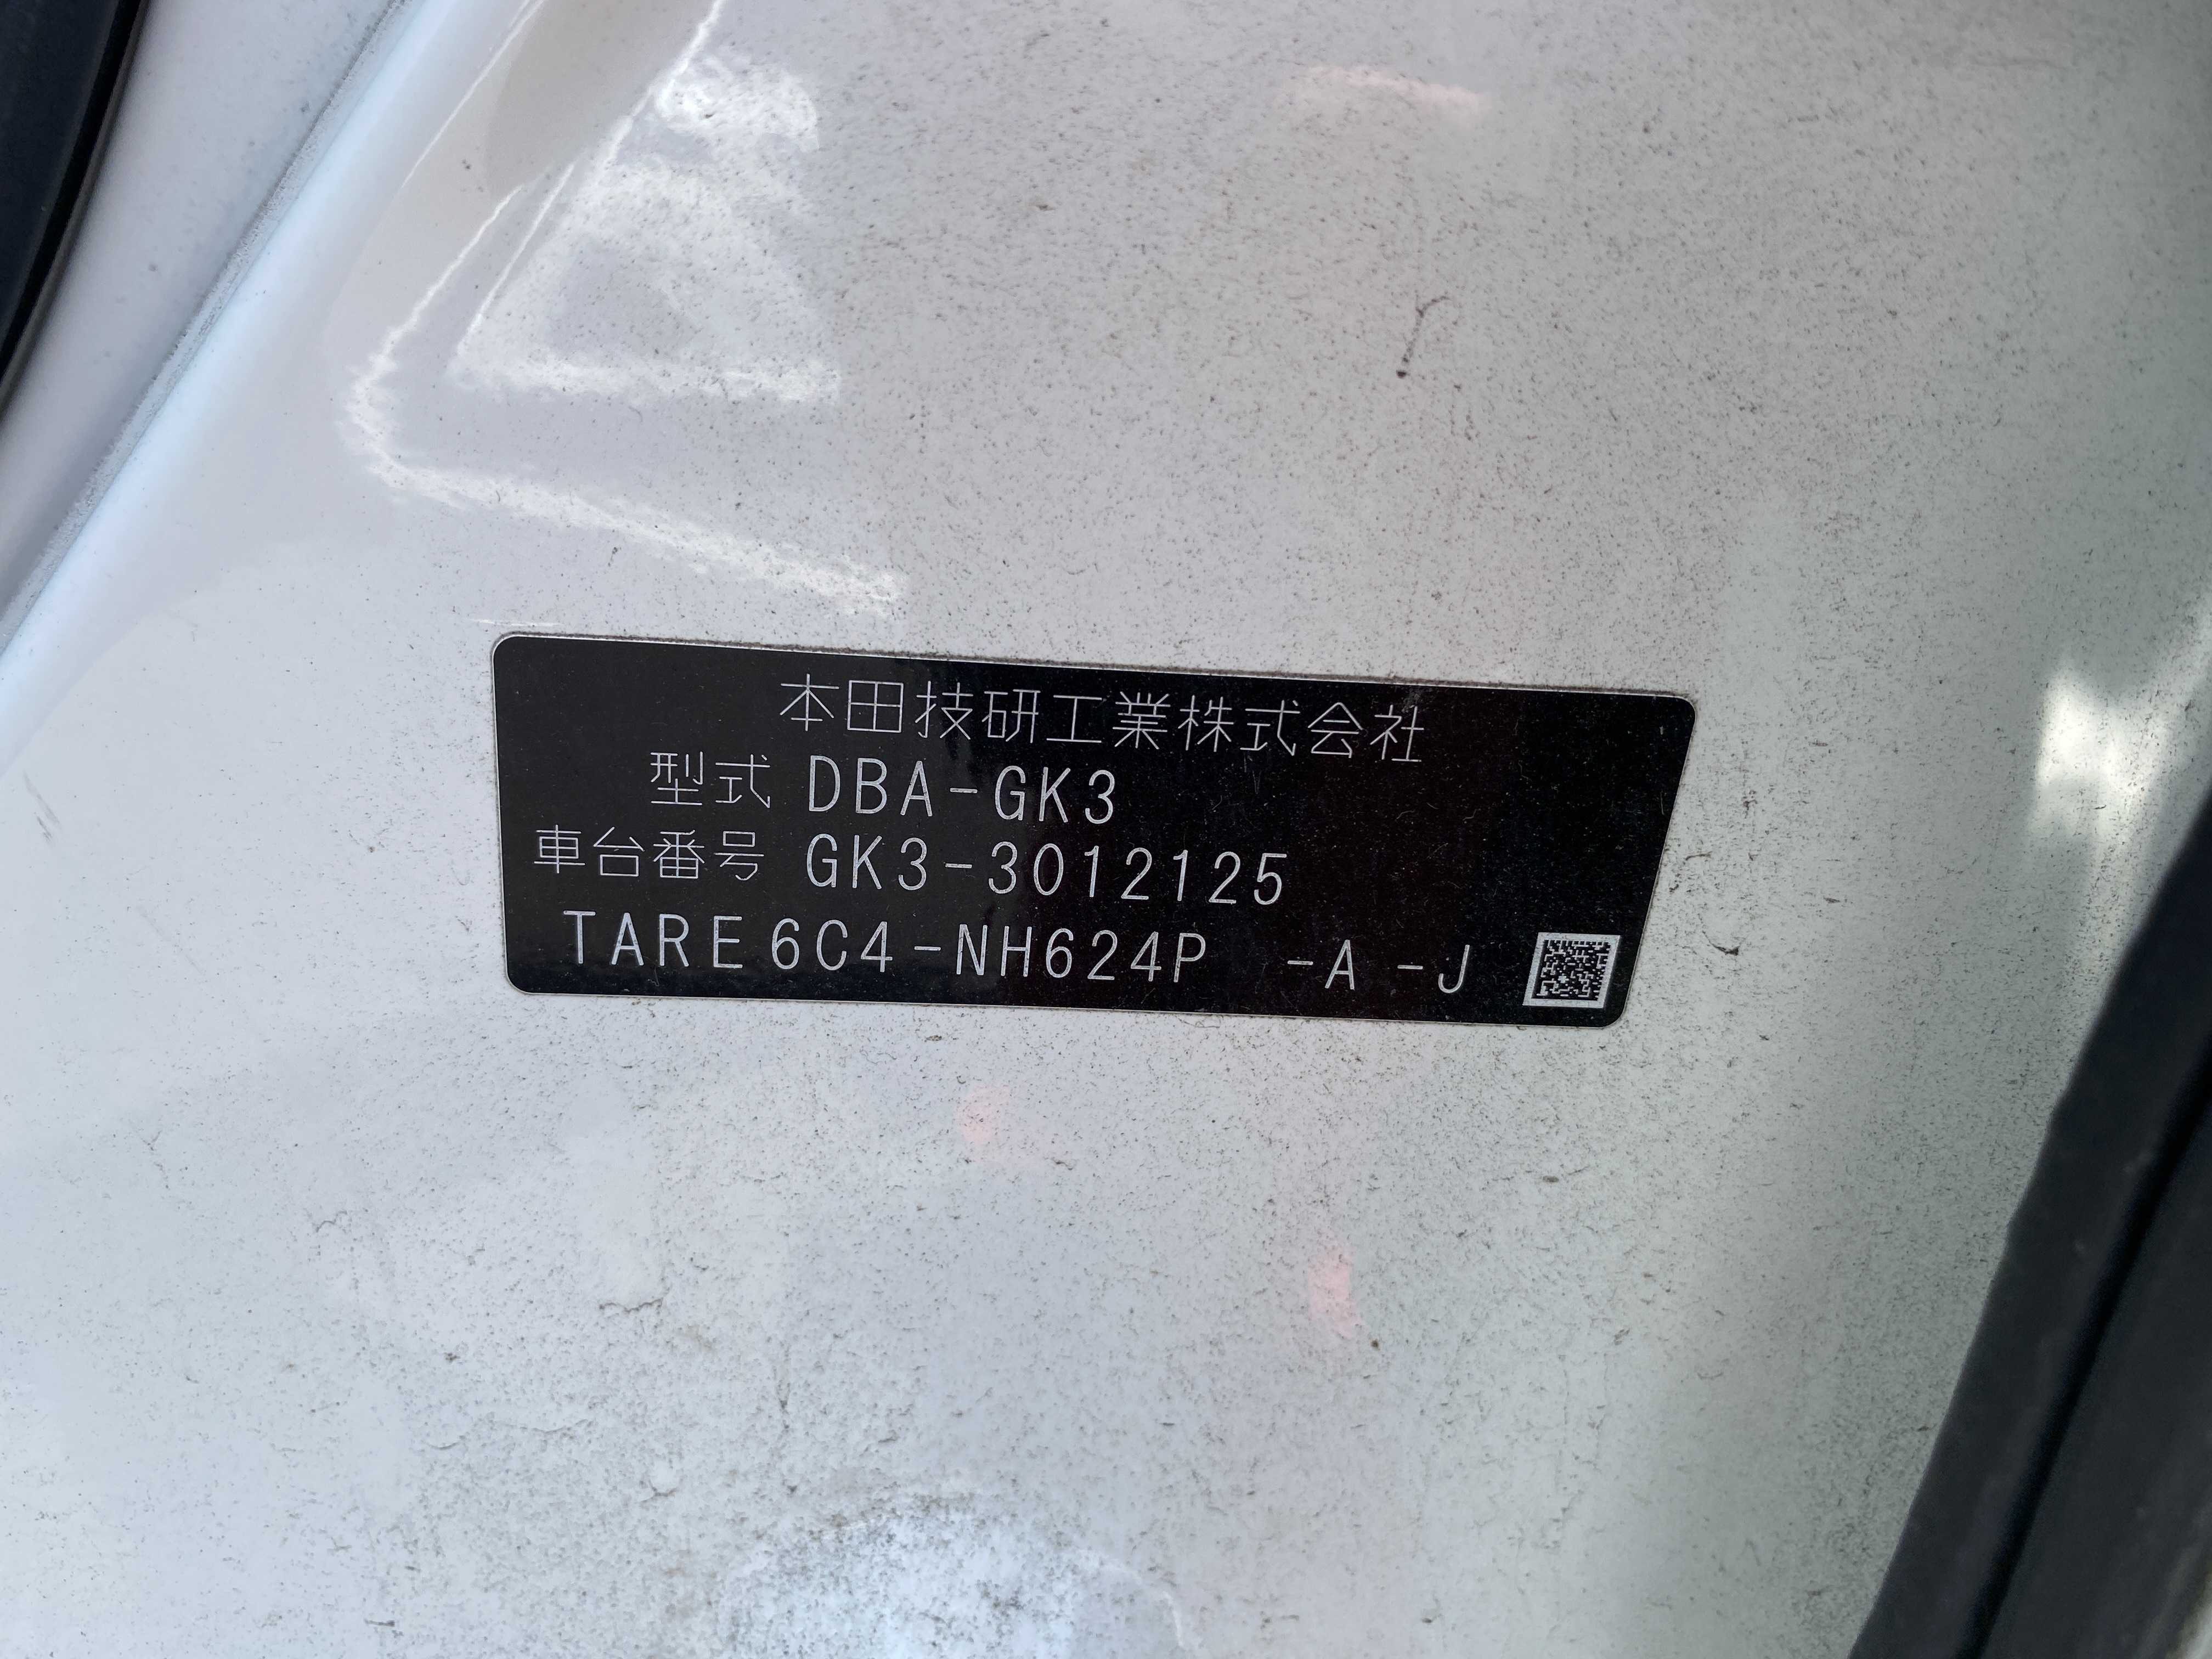 本田技研工業株式会社
型式 DBA-GK3
車台番号 GK3-3012125
TARE6C4-NH624P -A -J